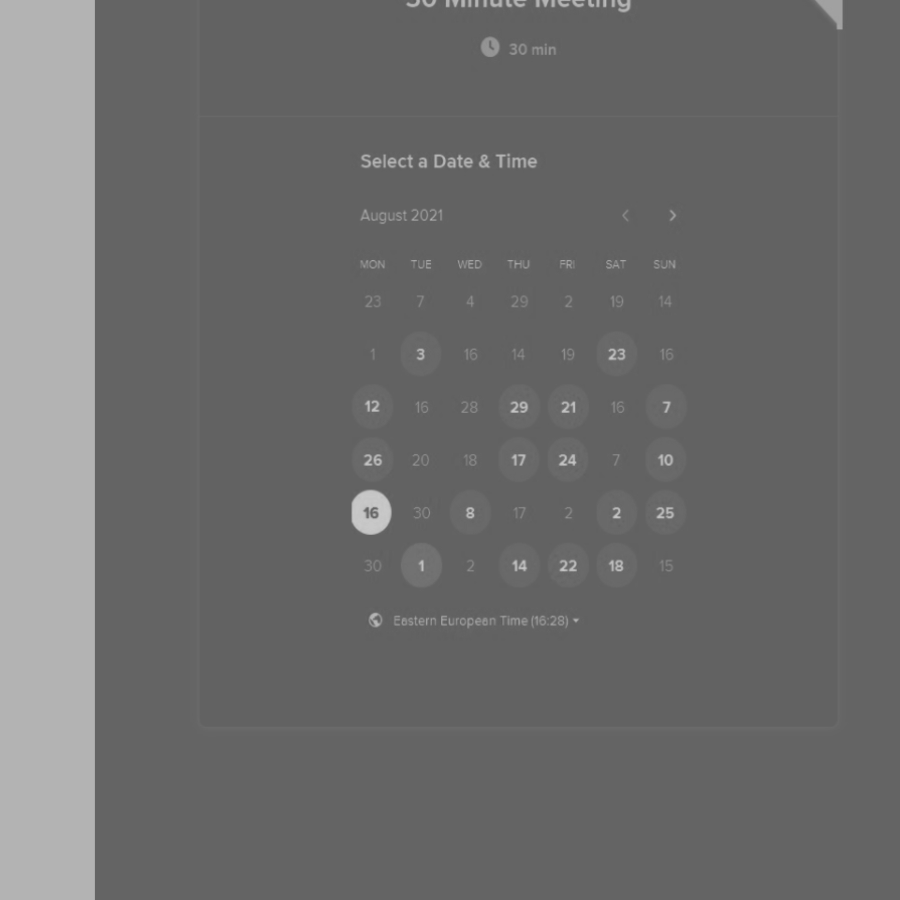 30 Minute Meeting
30 min
Select a Date & Time
August 2021
MON TUE WED THU FRI SAT SUN
23 7 4 29 2 19 14
1 3 16 14 19 23 16
12 16 28 29 21 16 7
26 20 18 17 24 7 10
16 30 8 17 2 2 25
30 1 2 14 22 18 15
Eastern European Time (16:28)